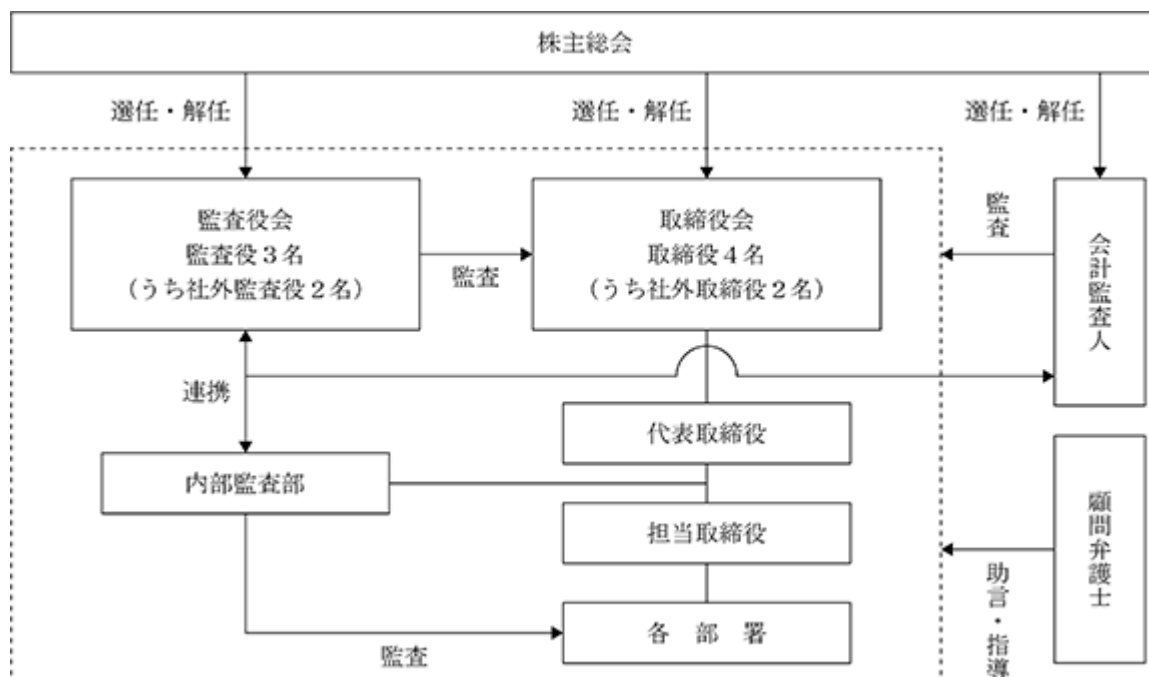 株主総会
選任・解任
選任・解任
選任・解任
監査役会
監査役３名
（うち社外監査役２名）
監査
取締役会
取締役４名
（うち社外取締役２名）
監査
会計監査人
連携
代表取締役
内部監査部
担当取締役
顧問弁護士
助言・指導
各　部　署
監査